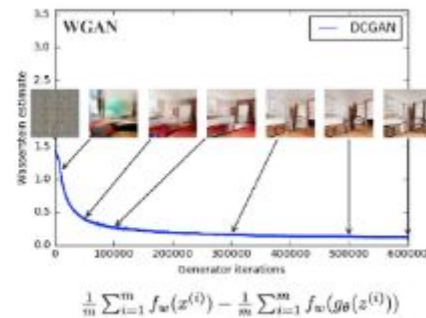 3.5
WGAN
DCGAN
3.0
2.5
Wasserstein estimate
1.5
1.0
0.5
0.0
0 100000 200000 300000 400000 500000 600000
Generator iterations
$\frac{1}{m} \sum_{i=1}^{m} f_w(x^{(i)}) - \frac{1}{m} \sum_{i=1}^{m} f_w(g_\theta(z^{(i)}))$